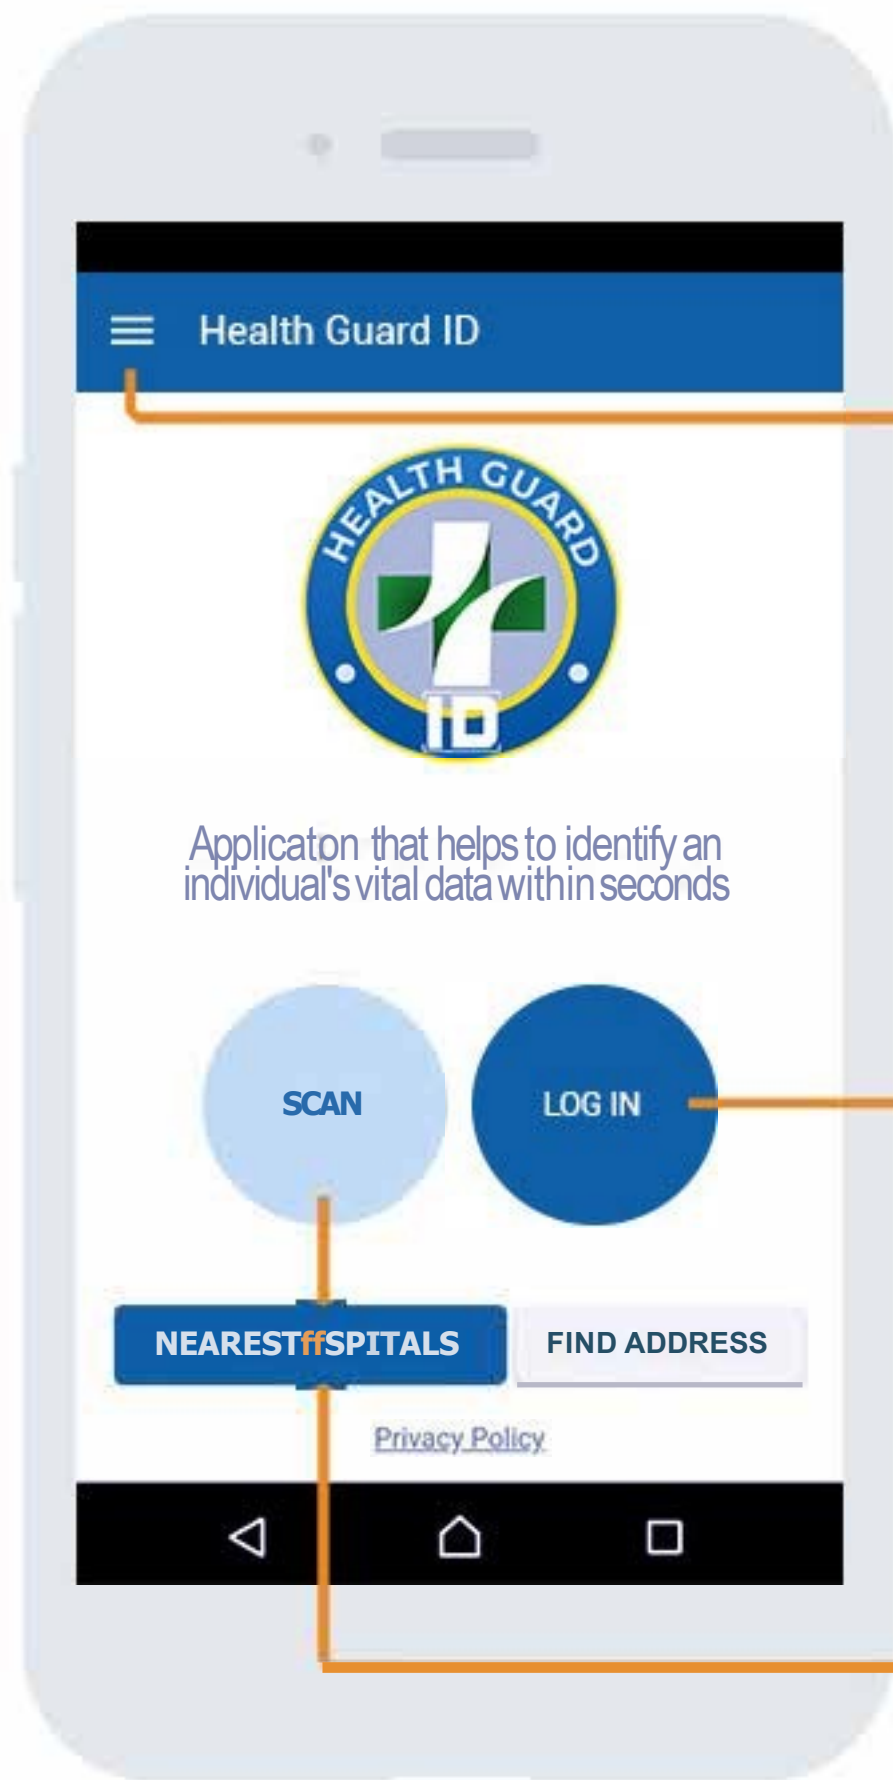 Health Guard ID
HEALTH GUARD
ID
Applicaton that helps to identify an
individual's vital data within seconds
SCAN
LOG IN
NEARESTffSPITALS
FIND ADDRESS
Privacy Policy